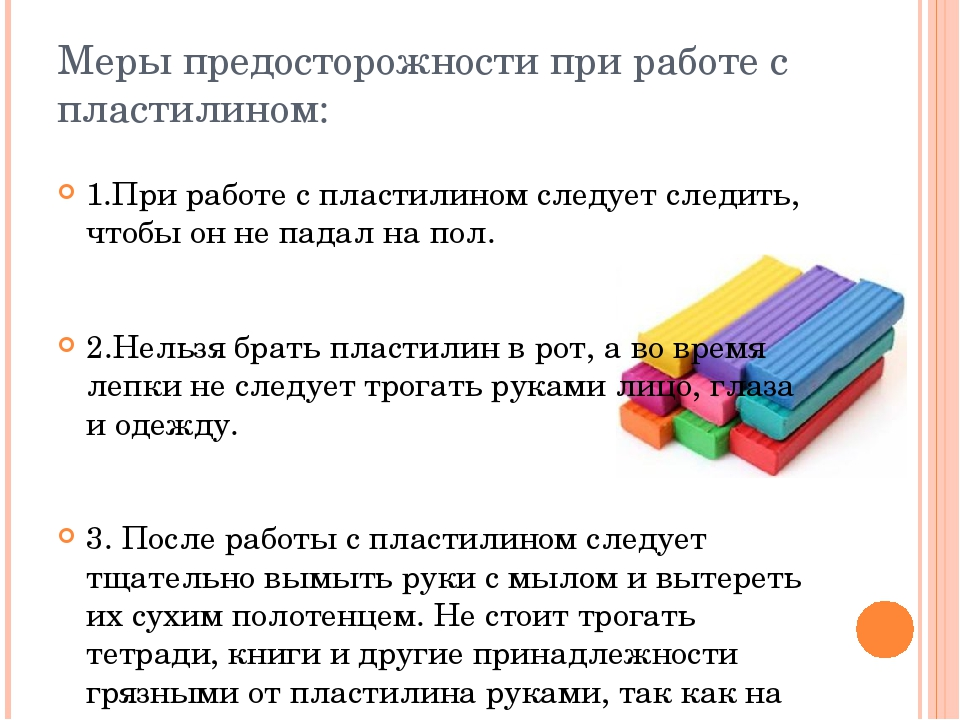 Меры предосторожности при работе с
пластилином:
1.При работе с пластилином следует следить,
чтобы он не падал на пол.
2.Нельзя брать пластилин в рот, а во время
лепки не следует трогать руками лицо, глаза
и одежду.
3. После работы с пластилином следует
тщательно вымыть руки с мылом и вытереть
их сухим полотенцем. Не стоит трогать
тетради, книги и другие принадлежности
грязными от пластилина руками, так как на